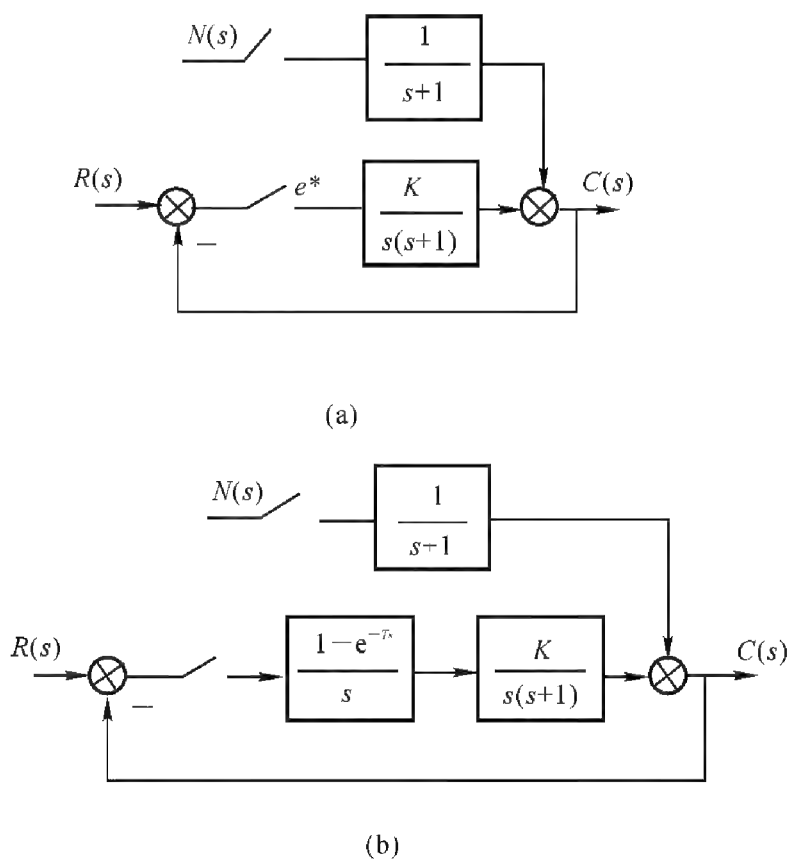 N(s)
1
s+1
R(s)
e*
K
s(s+1)
C(s)
−
(a)
N(s)
1
s+1
R(s)
1−e^{−Ts}
s
K
s(s+1)
C(s)
−
(b)